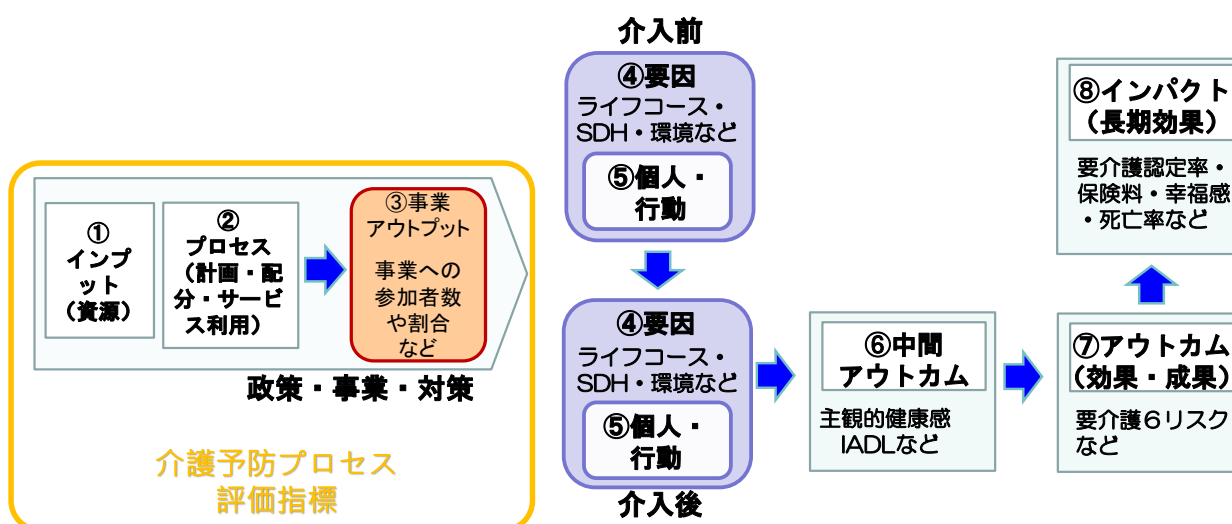 ①
インプ
ット
（資源）
②
プロセス
（計画・配
分・サービ
ス利用）
③事業
アウトプット
事業への
参加者数
や割合
など
政策・事業・対策
介護予防プロセス
評価指標
介入前
④要因
ライフコース・
SDH・環境など
⑤個人・
行動
④要因
ライフコース・
SDH・環境など
⑤個人・
行動
介入後
⑥中間
アウトカム
主観的健康感
IADLなど
⑦アウトカム
（効果・成果）
要介護６リスク
など
⑧インパクト
（長期効果）
要介護認定率・
保険料・幸福感
・死亡率など